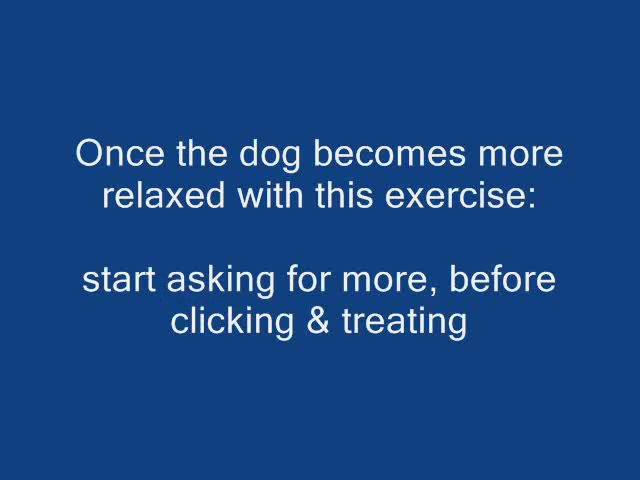 Once the dog becomes more
relaxed with this exercise:
start asking for more, before
clicking & treating